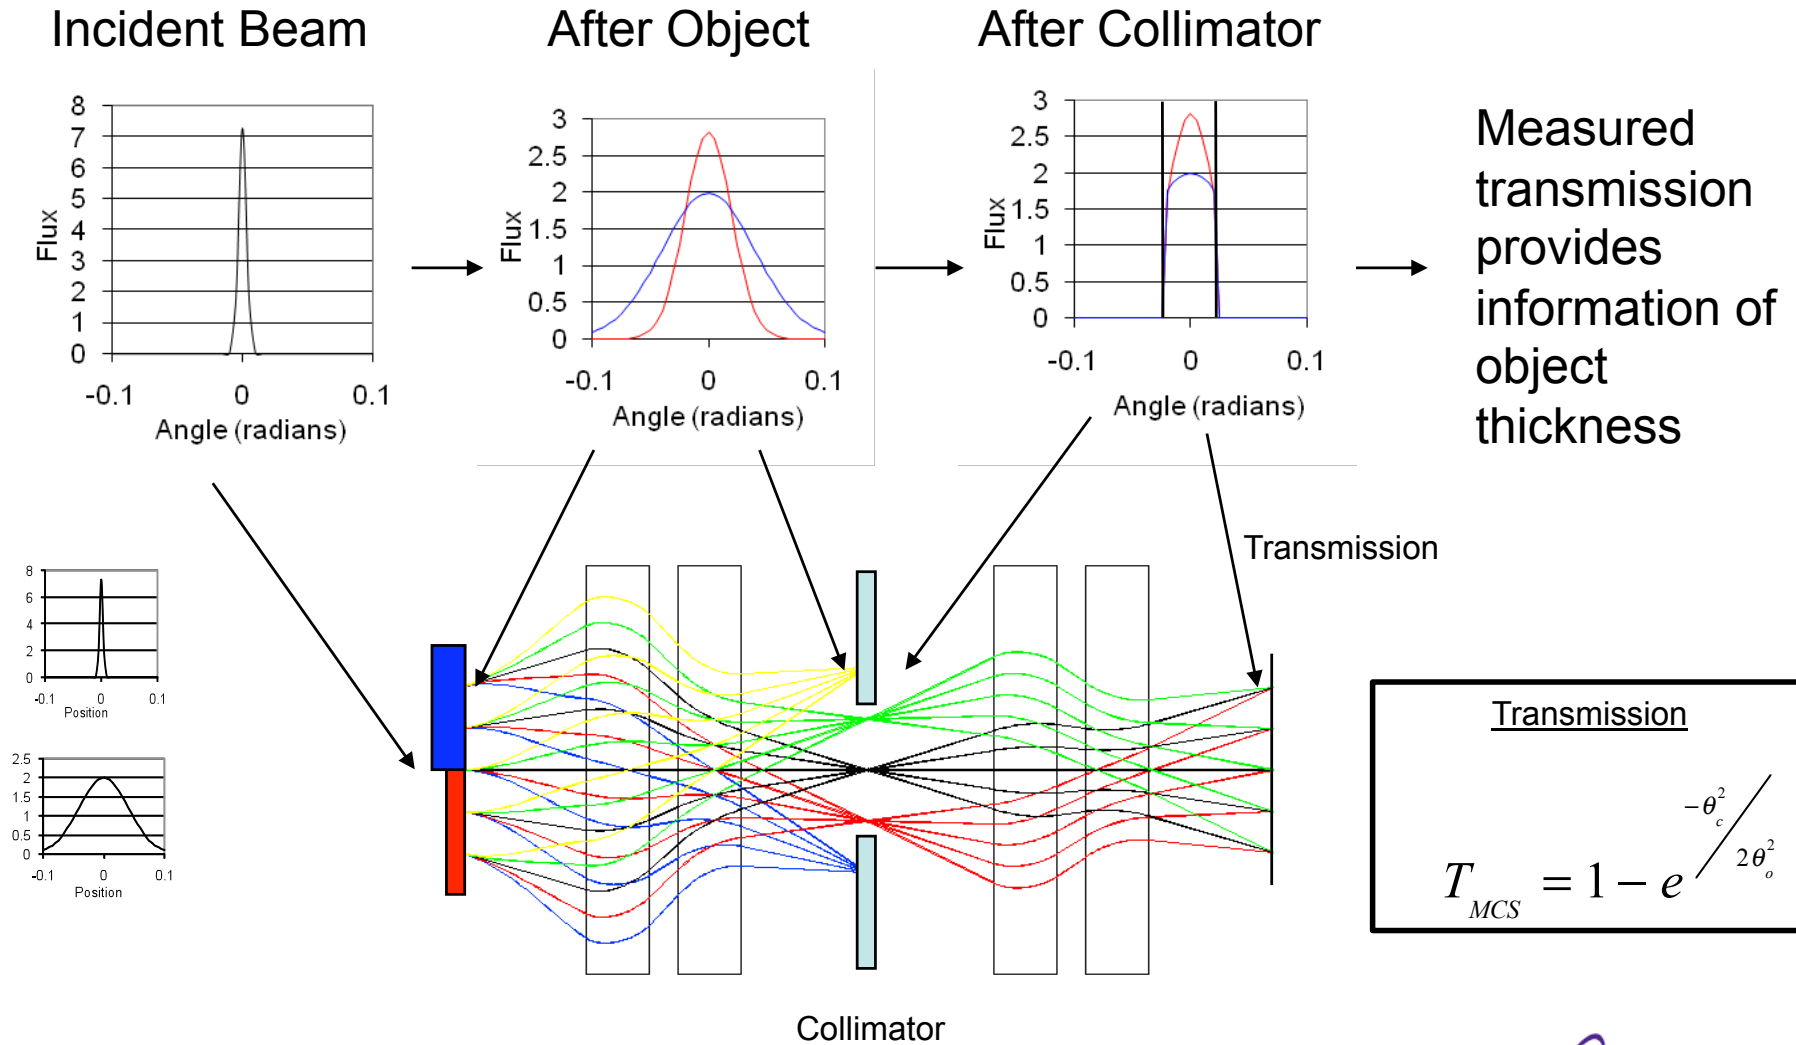 Incident Beam
After Object
After Collimator
8
7
6
5
4
3
2
1
0
Flux
-0.1 0 0.1
Angle (radians)
3
2.5
2
1.5
1
0.5
0
Flux
-0.1 0 0.1
Angle (radians)
3
2.5
2
1.5
1
0.5
0
Flux
-0.1 0 0.1
Angle (radians)
Measured
transmission
provides
information of
object
thickness
Transmission
8
6
4
2
0
-0.1 0 0.1
Position
2.5
2
1.5
1
0.5
0
-0.1 0 0.1
Position
Collimator
Transmission
T_MCS = 1 − e^(−θ_c^2 / 2θ_o^2)